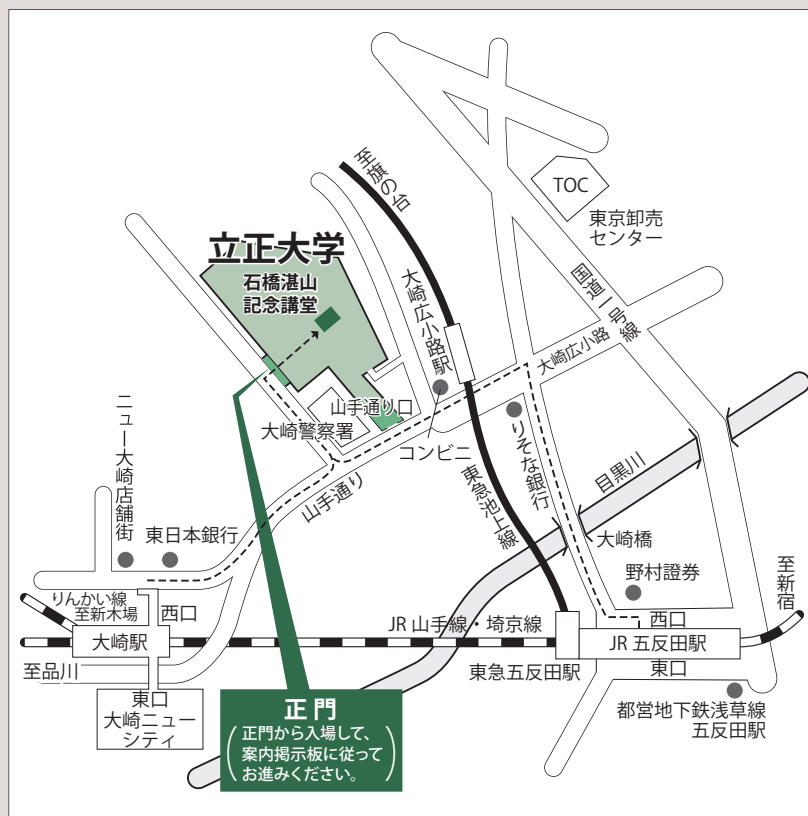 至旗の台
TOC
東京卸売
センター
立正大学
石橋湛山
記念講堂
大崎広小路駅
国道一号線
大崎広小路
山手通り口
大崎警察署
コンビニ
りそな銀行
ニュー大崎店舗街
東日本銀行
山手通り
東急池上線
目黒川
大崎橋
野村證券
至新宿
りんかい線
至新木場
西口
大崎駅
JR 山手線・埼京線
西口
JR 五反田駅
至品川
東急五反田駅
東口
東口
大崎ニュー
シティ
都営地下鉄浅草線
五反田駅
正門
(正門から入場して、
案内掲示板に従って
お進みください。)